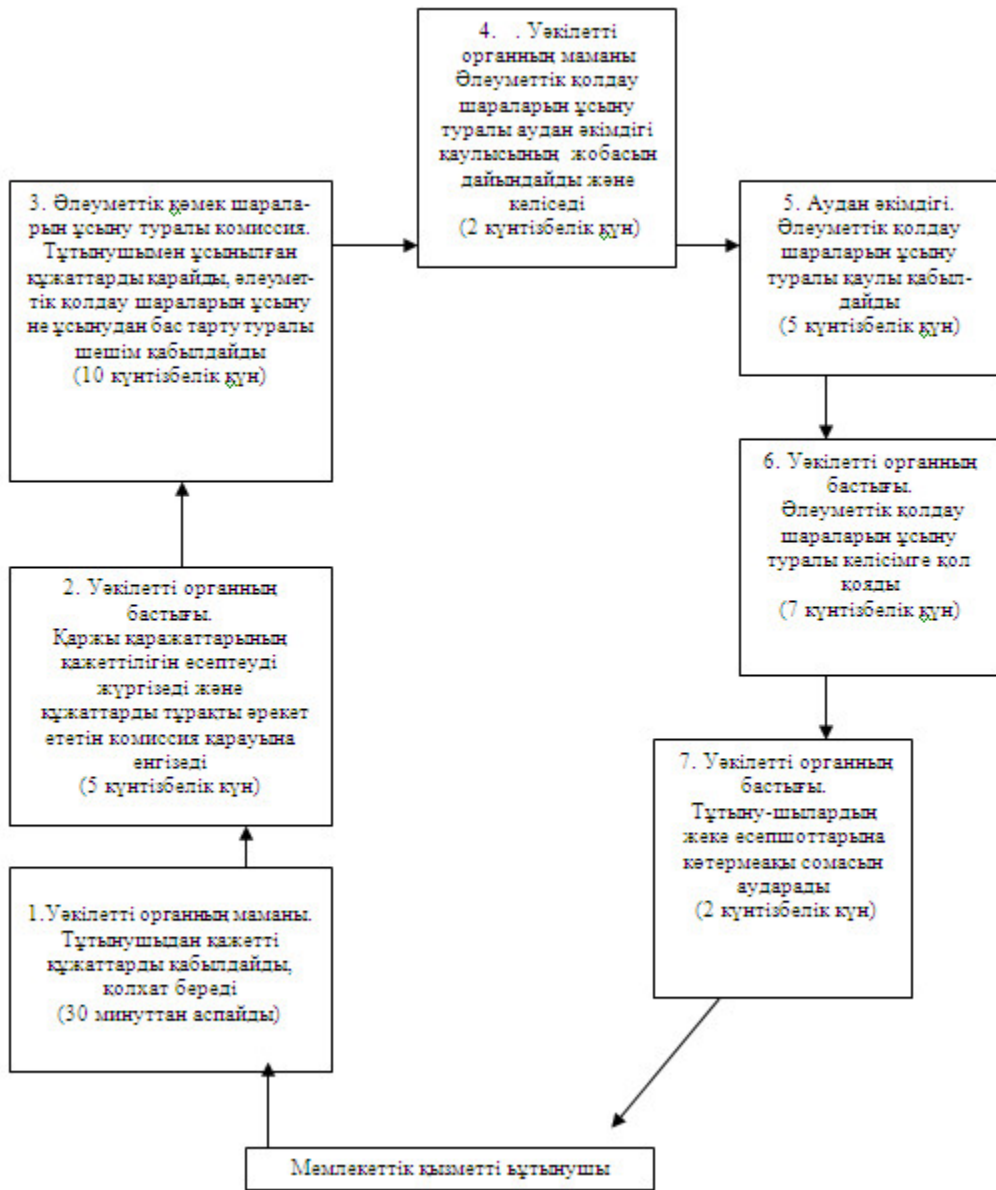 4. . Уәкілетті
органның маманы
Әлеуметтік қолдау
шараларын ұсыну
туралы аудан әкімдігі
қаулысының жобасын
дайындайды және
келіседі
(2 күнтізбелік күн)
3. Әлеуметтік көмек шарала-
рын ұсыну туралы комиссия.
Тұтынушымен ұсынылған
құжаттарды қарайды, әлеумет-
тік қолдау шараларын ұсыну
не ұсынудан бас тарту туралы
шешім қабылдайды
(10 күнтізбелік күн)
5. Аудан әкімдігі.
Әлеуметтік қолдау
шараларын ұсыну
туралы қаулы қабыл-
дайды
(5 күнтізбелік күн)
6. Уәкілетті органның
бастығы.
Әлеуметтік қолдау
шараларын ұсыну
туралы келісімге қол
қояды
(7 күнтізбелік күн)
2. Уәкілетті органның
бастығы.
Қаржы қаражаттарының
қажеттілігін есептеуді
жүргізеді және
құжаттарды тұрақты әрекет
ететін комиссия қарауына
енгізеді
(5 күнтізбелік күн)
7. Уәкілетті органның
бастығы.
Тұтыну-шылардың
жеке есепшоттарына
көтермеақы сомасын
аударады
(2 күнтізбелік күн)
1.Уәкілетті органның маманы.
Тұтынушыдан қажетті
құжаттарды қабылдайды,
қолхат береді
(30 минуттан аспайды)
Мемлекеттік қызметті ұтынушы